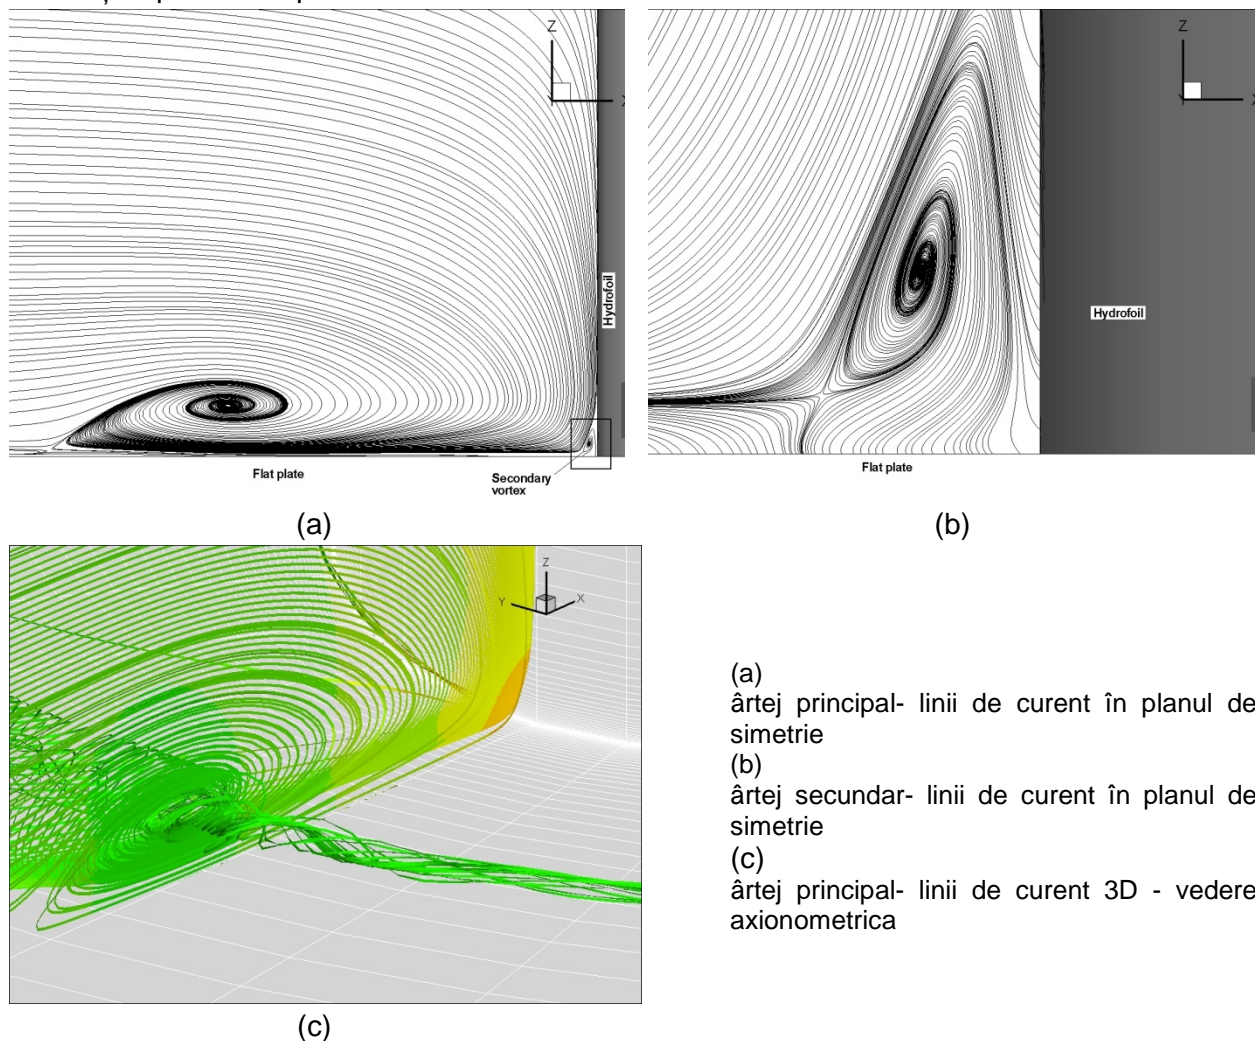 Z
X
Hydrofoil
Flat plate
Secondary
vortex
(a)
Z
X
Hydrofoil
Flat plate
(b)
Z
Y
X
(c)
(a)
ârtej principal- linii de curent în planul de
simetrie
(b)
ârtej secundar- linii de curent în planul de
simetrie
(c)
ârtej principal- linii de curent 3D - vedere
axionometrica